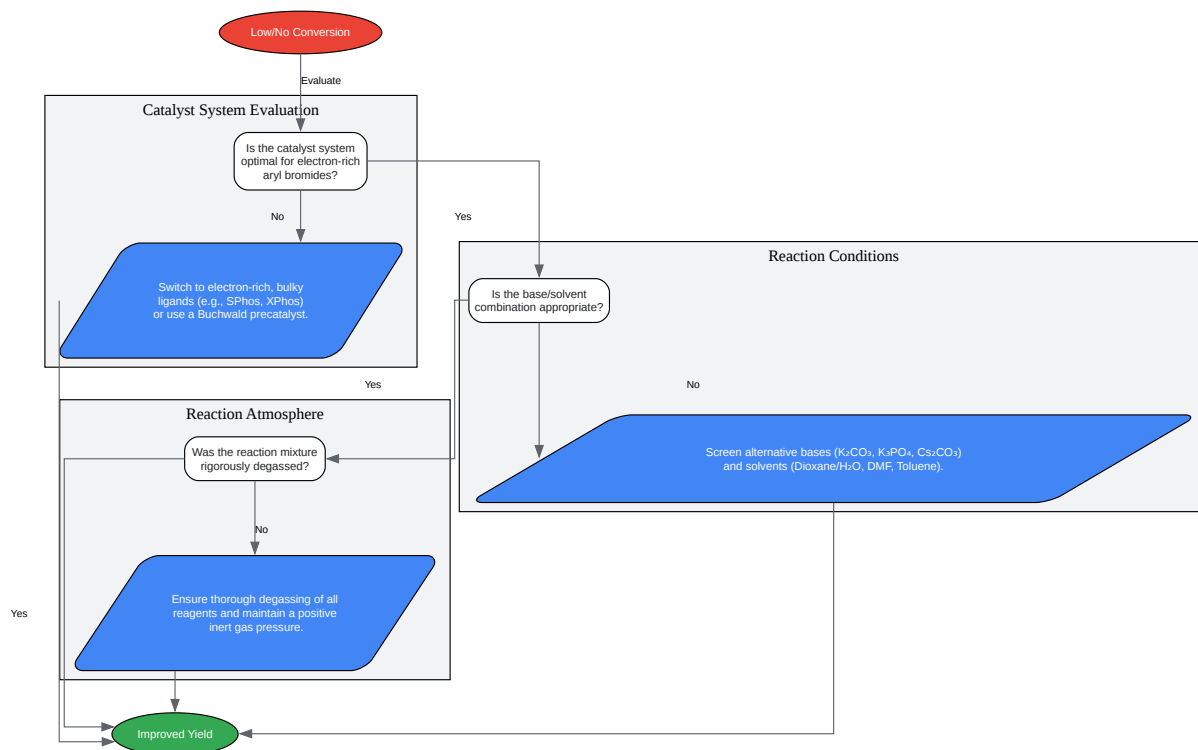 Low/No Conversion
Evaluate
Catalyst System Evaluation
Is the catalyst system
optimal for electron-rich
aryl bromides?
No
Yes
Switch to electron-rich, bulky
ligands (e.g., SPhos, XPhos)
or use a Buchwald precatalyst.
Reaction Conditions
Is the base/solvent
combination appropriate?
Yes
No
Screen alternative bases (K₂CO₃, K₃PO₄, Cs₂CO₃)
and solvents (Dioxane/H₂O, DMF, Toluene).
Reaction Atmosphere
Was the reaction mixture
rigorously degassed?
No
Yes
Ensure thorough degassing of all
reagents and maintain a positive
inert gas pressure.
Improved Yield